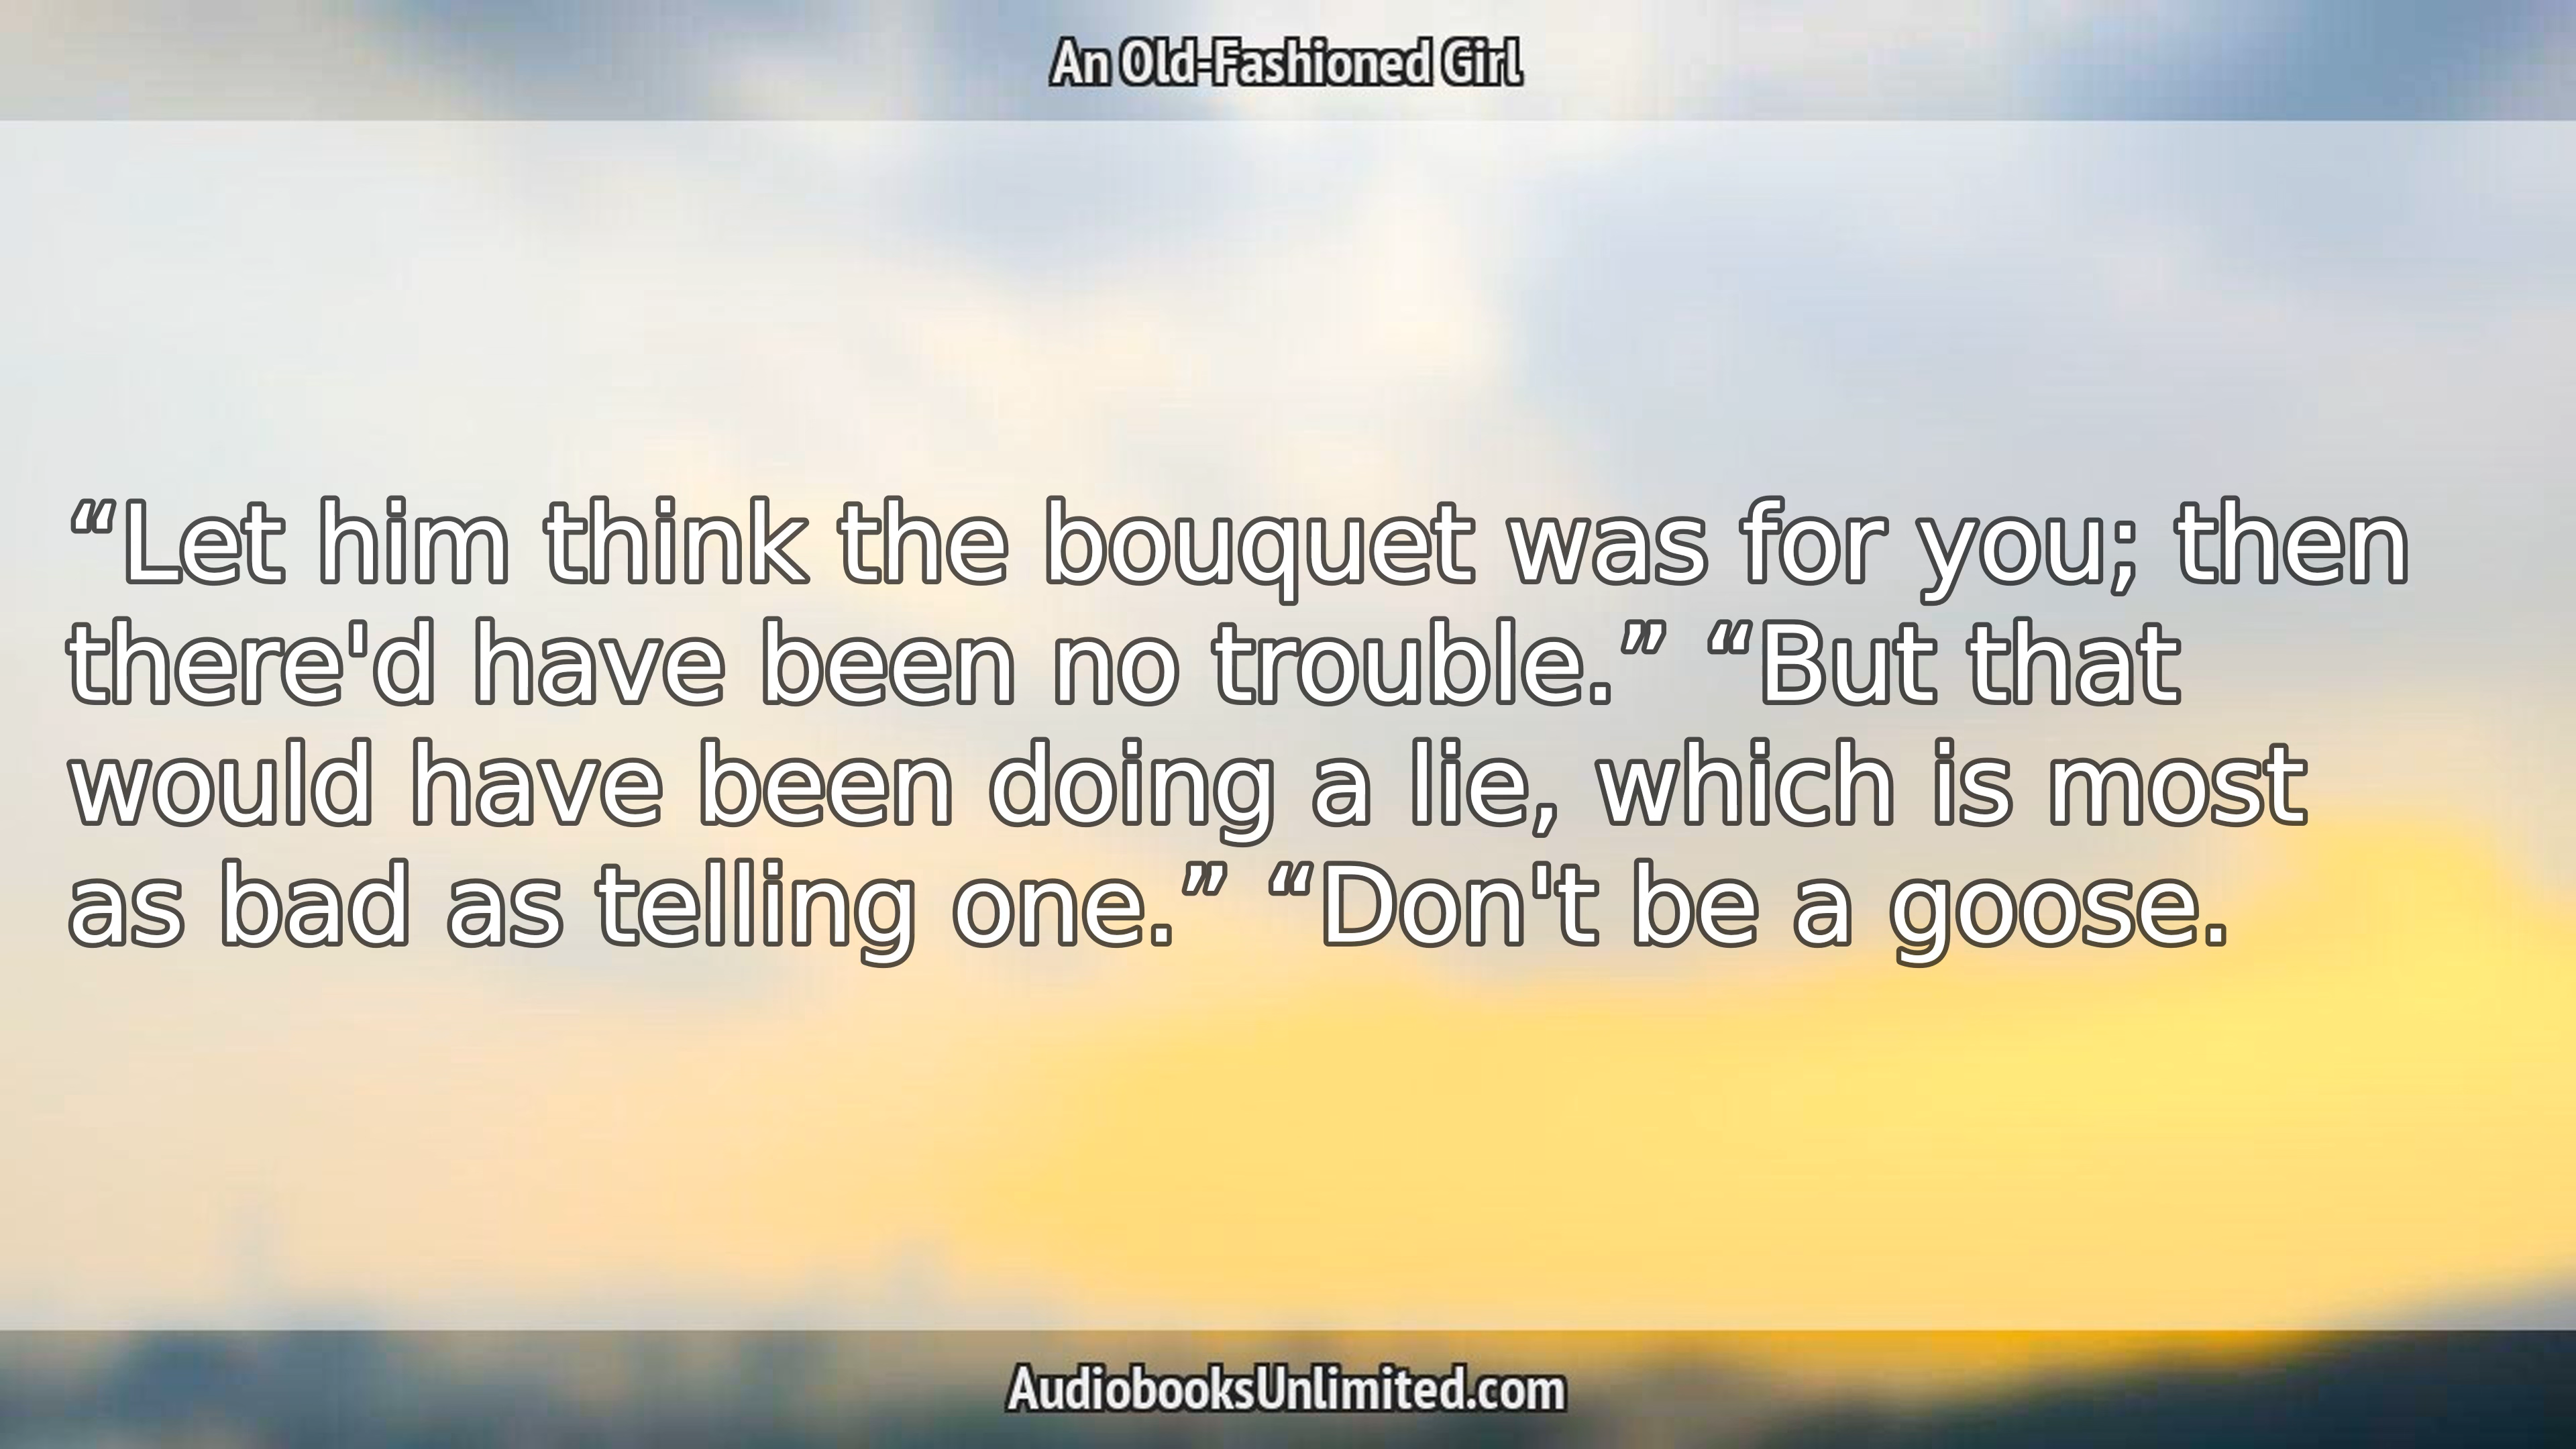 An Old-Fashioned Girl
“Let him think the bouquet was for you; then
there'd have been no trouble.” “But that
would have been doing a lie, which is most
as bad as telling one.” “Don't be a goose.
AudiobooksUnlimited.com